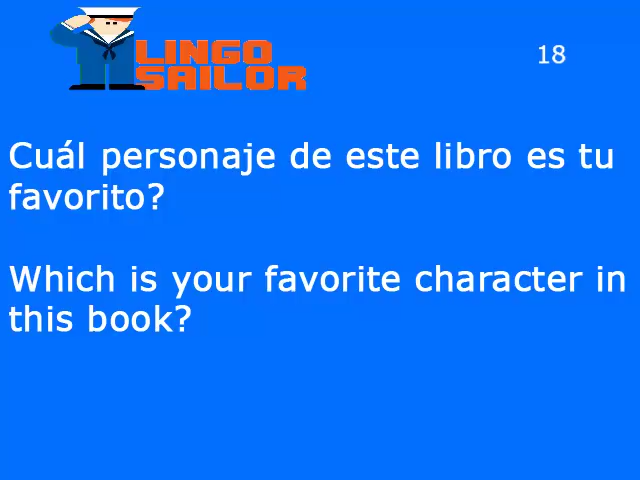 LINGO
SAILOR
18
Cuál personaje de este libro es tu
favorito?
Which is your favorite character in
this book?